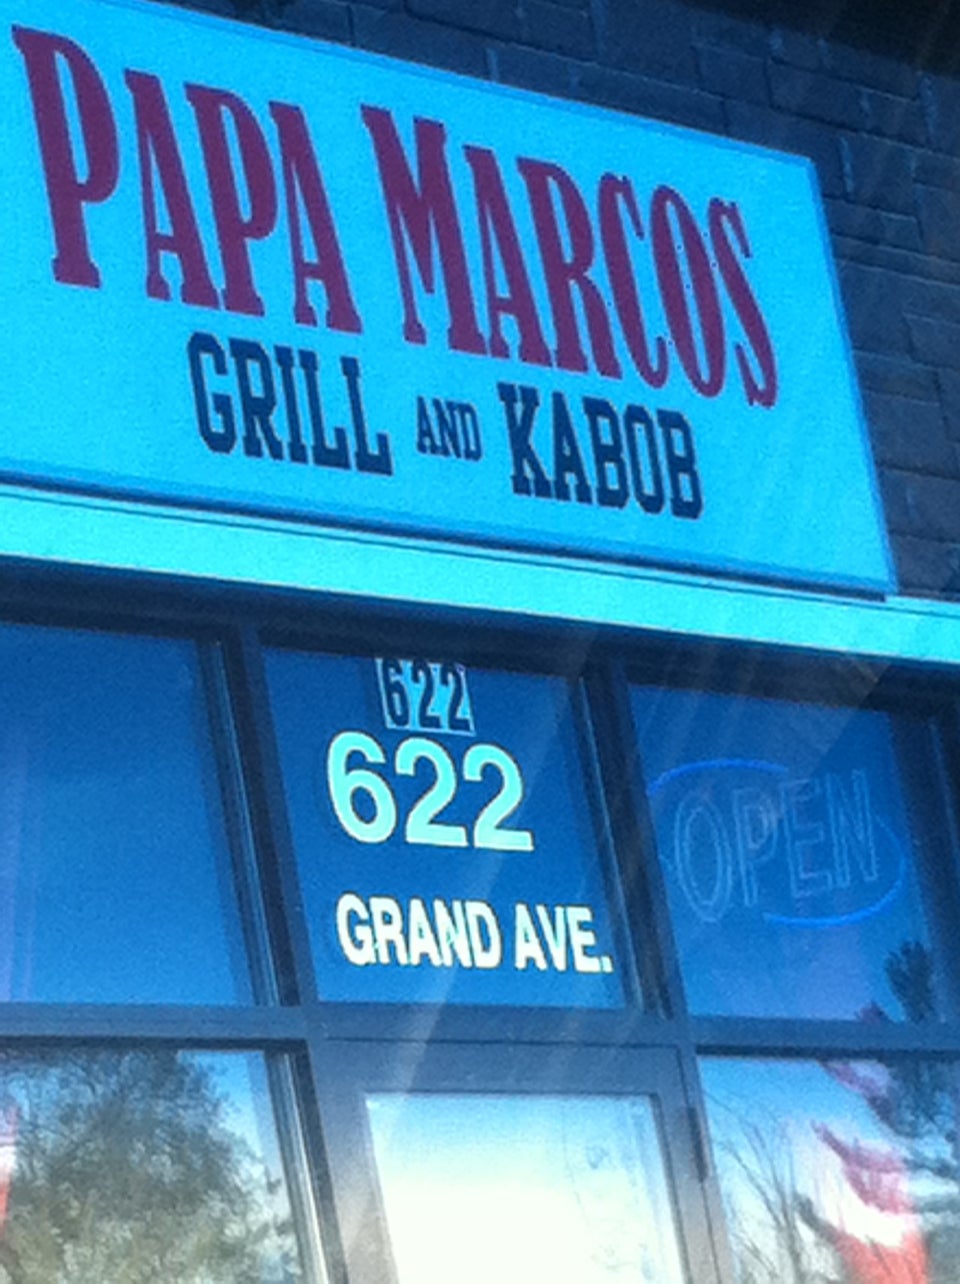 PAPA MARCOS
GRILL AND KABOB
622
622
GRAND AVE.
OPEN